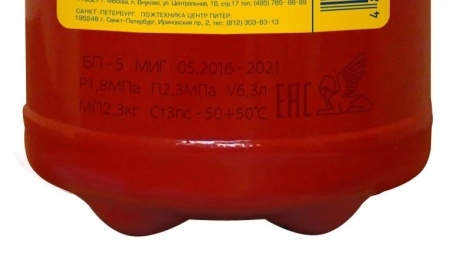 САНКТ-ПЕТЕРБУРГ ПОЖТЕХНИКА ЦЕНТР ПИТЕР:
195248 г. Санкт-Петербург, Ириновский пр., 2, тел. (812) 303-83-13
БП - 5 МИГ 05.2016 - 2021
Р1,8МПа П2,3МПа V6,3л
МП2,3кг Ст3пс - 50+50°С
ЕАС